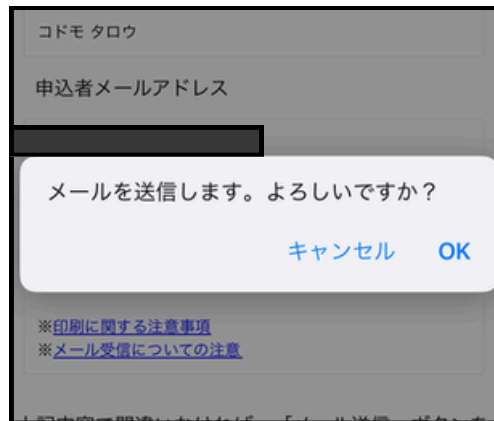 コドモ タロウ
申込者メールアドレス
メールを送信します。よろしいですか？
キャンセル OK
※印刷に関する注意事項
※メール受信についての注意